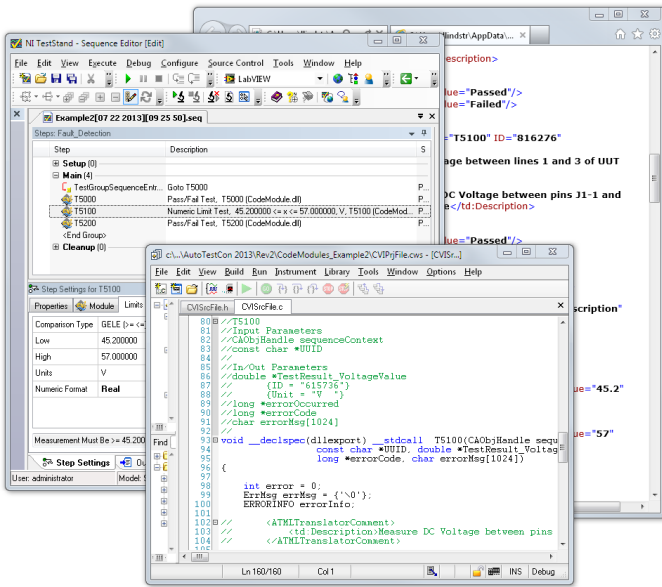 NI TestStand - Sequence Editor [Edit]
File Edit View Execute Debug Configure Source Control Tools Window Help
LabVIEW
Example2[07 22 2013][09 25 50].seq
Steps: Fault_Detection
Step Description S
Setup (0)
Main (4)
TestGroupSequenceEntr... Goto T5000 P...
T5000 Pass/Fail Test, T5000 (CodeModule.dll) P...
T5100 Numeric Limit Test, 45.200000 <= x <= 57.000000, V, T5100 (CodeMod... P...
T5200 Pass/Fail Test, T5200 (CodeModule.dll) P...
<End Group>
Cleanup (0)
Step Settings for T5100
Properties Module Limits
Comparison Type GELE (>= <=
Low 45.200000
High 57.000000
Units V
Numeric Format Real
Measurement Must Be >= 45.200
Step Settings Ou
User: administrator Model: S
lindstr\AppData\...
escription>
lue="Passed"/>
lue="Failed"/>
="T5100" ID="816276"
age between lines 1 and 3 of UUT
DC Voltage between pins J1-1 and
e</td:Description>
lue="Passed"/>
scription"
ue="45.2"
ue="57"
c:\...\AutoTestCon 2013\Rev2\CodeModules_Example2\CVIPrjFile.cws - [CVISr...]
File Edit View Build Run Instrument Library Tools Window Options Help
CVISrcFile.h CVISrcFile.c
Find
80 //T5100
81 //Input Parameters
82 //CAObjHandle sequenceContext
83 //const char *UUID
84 //
85 //In/Out Parameters
86 //double *TestResult_VoltageValue
87 // {ID = "615736"}
88 // {Unit = "V "}
89 //long *errorOccurred
90 //long *errorCode
91 //char errorMsg[1024]
92 //
93 void __declspec(dllexport) __stdcall T5100(CAObjHandle sequ
94 const char *UUID, double *TestResult_Voltag
95 long *errorCode, char errorMsg[1024])
96 {
97
98 int error = 0;
99 ErrMsg errMsg = {'\0'};
100 ERRORINFO errorInfo;
101
102 // <ATMLTranslatorComment>
103 // <td:Description>Measure DC Voltage between pins
104 // </ATMLTranslatorComment>
105
Ln 160/160 Col 1 INS Debug